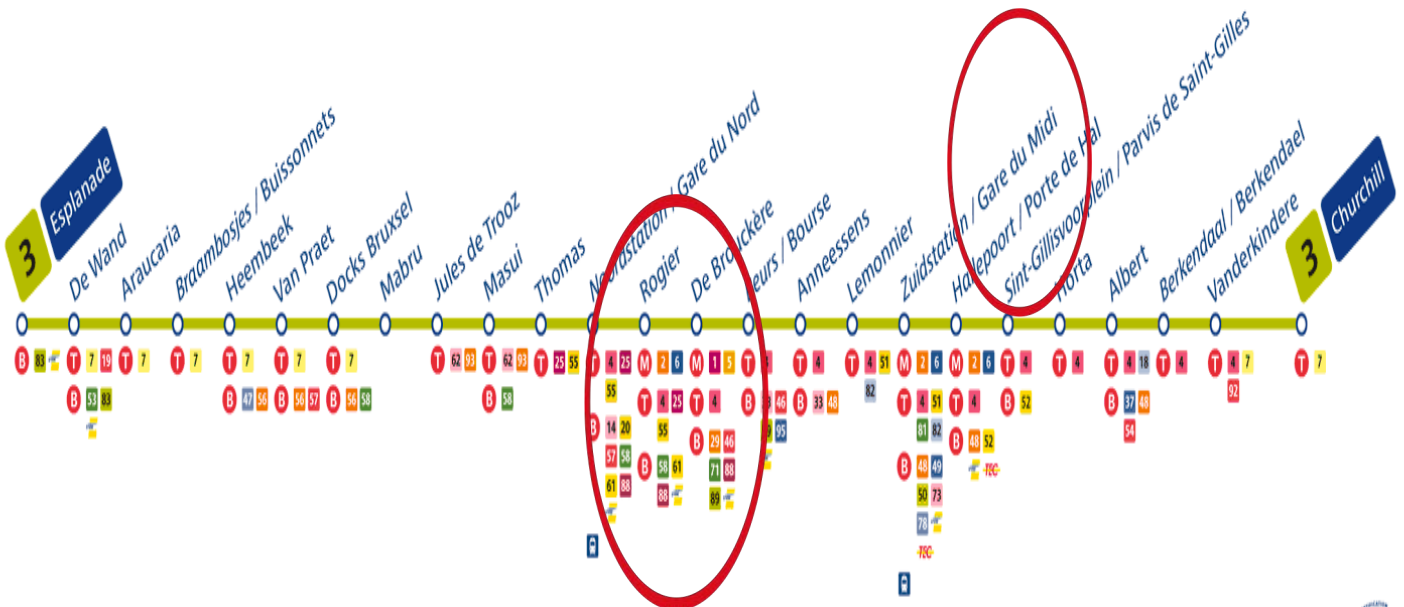 3 Esplanade
De Wand
Araucaria
Braambosjes / Buissonnets
Heembeek
Van Praet
Docks Bruxsel
Mabru
Jules de Trooz
Masui
Thomas
Noordstation / Gare du Nord
Rogier
De Brouckère
Beurs / Bourse
Anneessens
Lemonnier
Zuidstation / Gare du Midi
Hallepoort / Porte de Hal
Sint-Gillisvoorplein / Parvis de Saint-Gilles
Horta
Albert
Berkendaal / Berkendael
Vanderkindere
3 Churchill
B 83
T 7 19
B 53 83
T 7
T 7
T 7
B 47 56
T 7
B 56 57
T 7
B 56 58
T 62 93
T 62 93
B 58
T 25 55
T 4 25
55
B 14 20
57 58
61 88
M 2 6
T 4 25
55
B 58 61
88
M 1 5
T 4
B 29 46
71 88
89
T 4
B 46
95
T 4
B 33 48
T 4 51
82
M 2 6
T 4 51
81 82
B 48 49
50 73
78
TEC
M 2 6
T 4
B 48 52
TEC
T 4
B 52
T 4
T 4 18
B 37 48
54
T 4
T 4 7
92
T 7